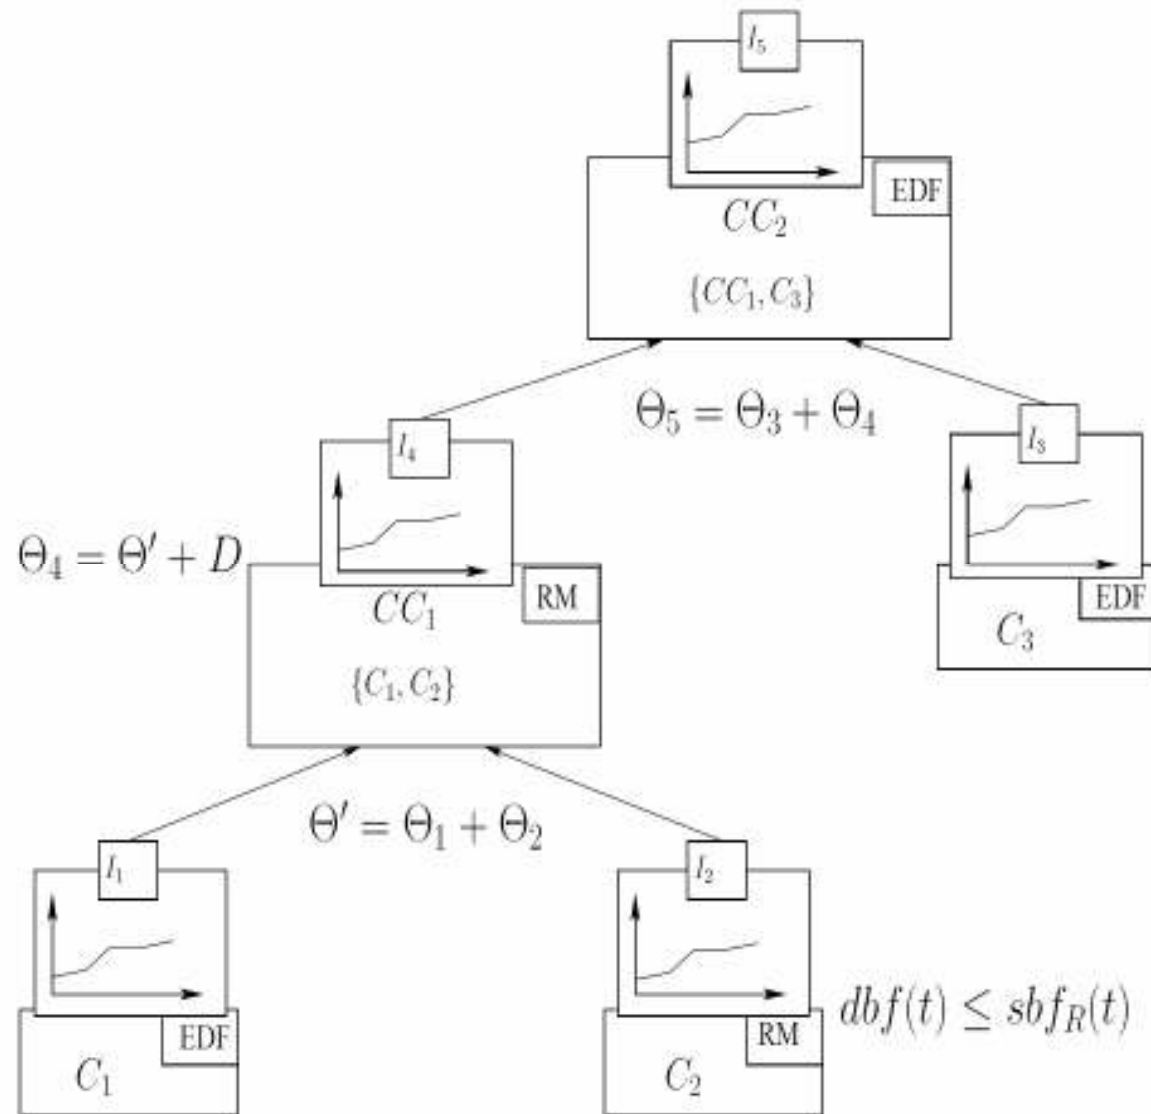 I₅
EDF
CC₂
{CC₁, C₃}
Θ₅ = Θ₃ + Θ₄
I₄
I₃
Θ₄ = Θ′ + D
RM
CC₁
EDF
C₃
{C₁, C₂}
Θ′ = Θ₁ + Θ₂
I₁
I₂
dbf(t) ≤ sbf_R(t)
EDF
RM
C₁
C₂